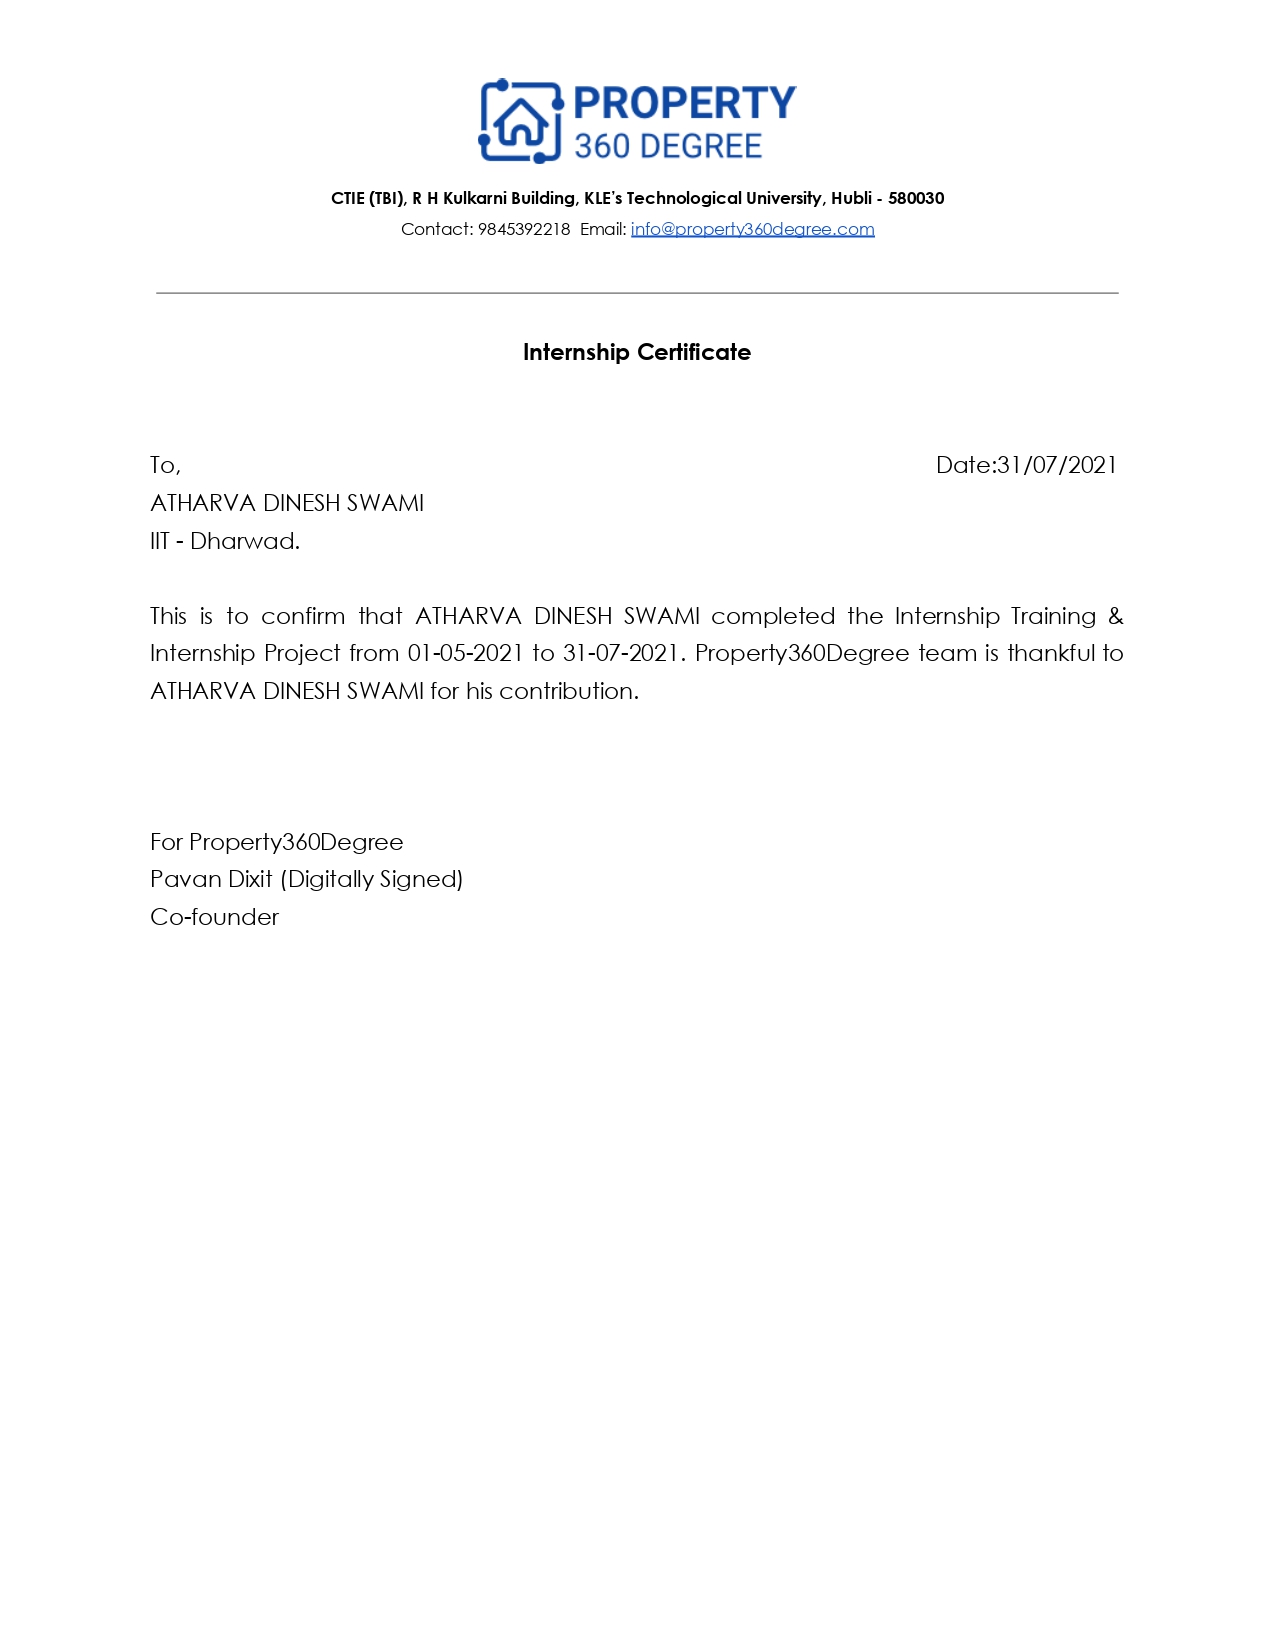 PROPERTY
360 DEGREE
CTIE (TBI), R H Kulkarni Building, KLE's Technological University, Hubli - 580030
Contact: 9845392218 Email: info@property360degree.com
Internship Certificate
To, Date:31/07/2021
ATHARVA DINESH SWAMI
IIT - Dharwad.
This is to confirm that ATHARVA DINESH SWAMI completed the Internship Training &
Internship Project from 01-05-2021 to 31-07-2021. Property360Degree team is thankful to
ATHARVA DINESH SWAMI for his contribution.
For Property360Degree
Pavan Dixit (Digitally Signed)
Co-founder